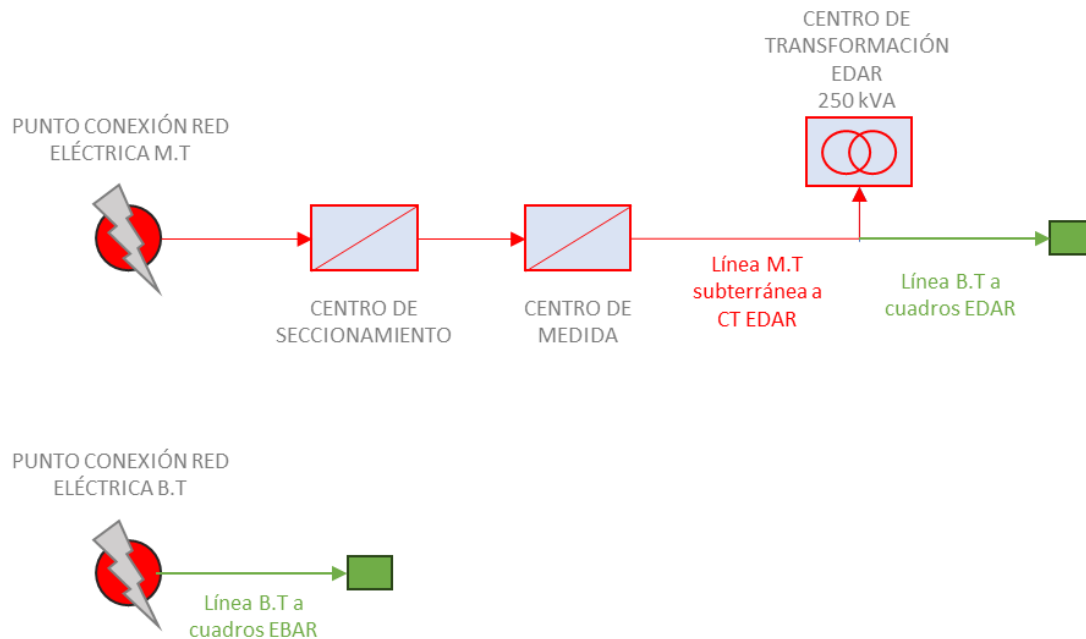 CENTRO DE
TRANSFORMACIÓN
EDAR
250 kVA
PUNTO CONEXIÓN RED
ELÉCTRICA M.T
CENTRO DE
SECCIONAMIENTO
CENTRO DE
MEDIDA
Línea M.T
subterránea a
CT EDAR
Línea B.T a
cuadros EDAR
PUNTO CONEXIÓN RED
ELÉCTRICA B.T
Línea B.T a
cuadros EBAR